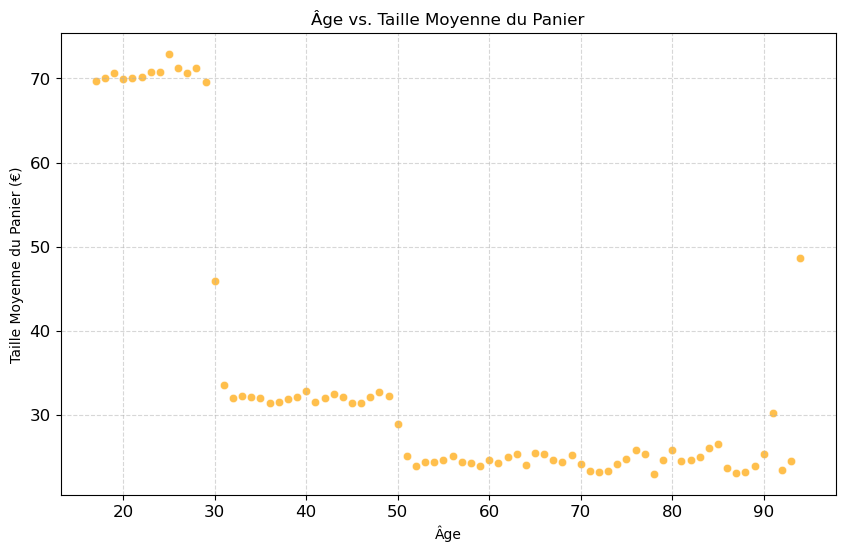 Âge vs. Taille Moyenne du Panier
70
60
50
40
30
Taille Moyenne du Panier (€)
20 30 40 50 60 70 80 90
Âge